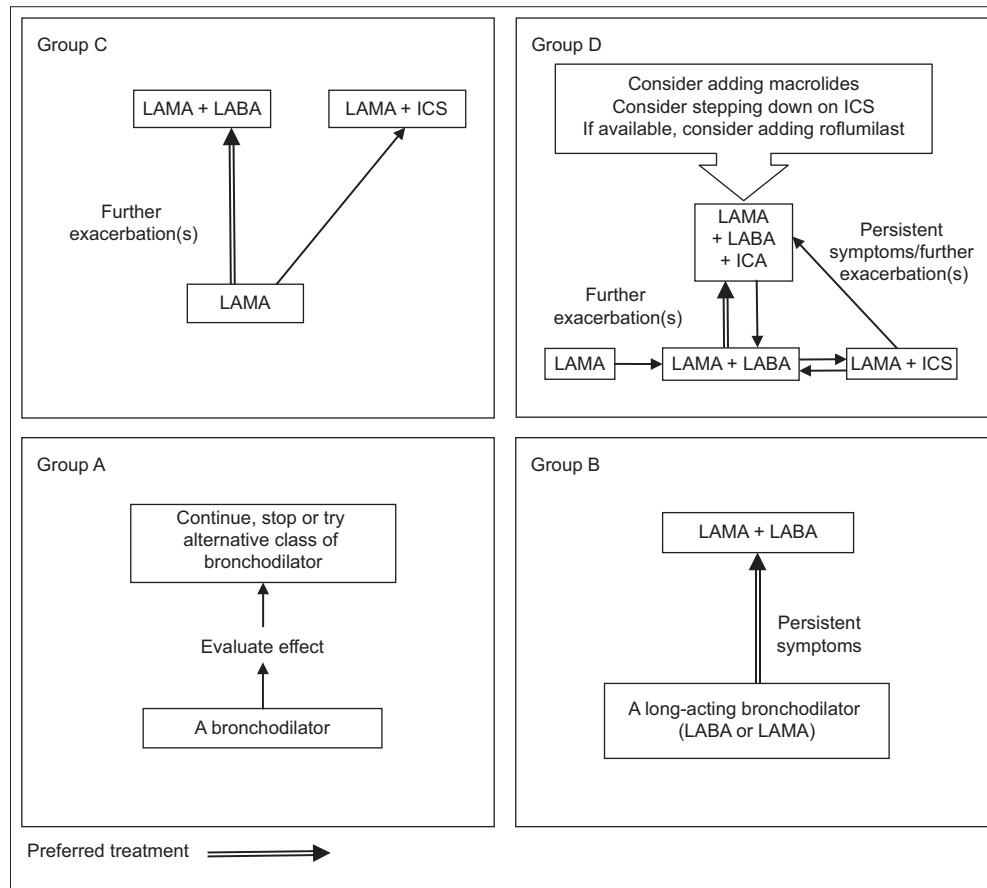 Group C
LAMA + LABA
LAMA + ICS
Further
exacerbation(s)
LAMA
Group D
Consider adding macrolides
Consider stepping down on ICS
If available, consider adding roflumilast
LAMA
+ LABA
+ ICA
Persistent
symptoms/further
exacerbation(s)
Further
exacerbation(s)
LAMA
LAMA + LABA
LAMA + ICS
Group A
Continue, stop or try
alternative class of
bronchodilator
Evaluate effect
A bronchodilator
Group B
LAMA + LABA
Persistent
symptoms
A long-acting bronchodilator
(LABA or LAMA)
Preferred treatment